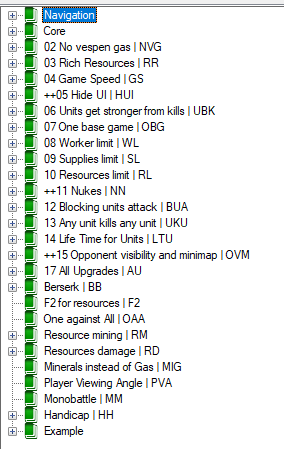 Navigation
Core
02 No vespen gas | NVG
03 Rich Resources | RR
04 Game Speed | GS
++05 Hide UI | HUI
06 Units get stronger from kills | UBK
07 One base game | OBG
08 Worker limit | WL
09 Supplies limit | SL
10 Resources limit | RL
++11 Nukes | NN
12 Blocking units attack | BUA
13 Any unit kills any unit | UKU
14 Life Time for Units | LTU
++15 Opponent visibility and minimap | OVM
17 All Upgrades | AU
Berserk | BB
F2 for resources | F2
One against All | OAA
Resource mining | RM
Resources damage | RD
Minerals instead of Gas | MIG
Player Viewing Angle | PVA
Monobattle | MM
Handicap | HH
Example